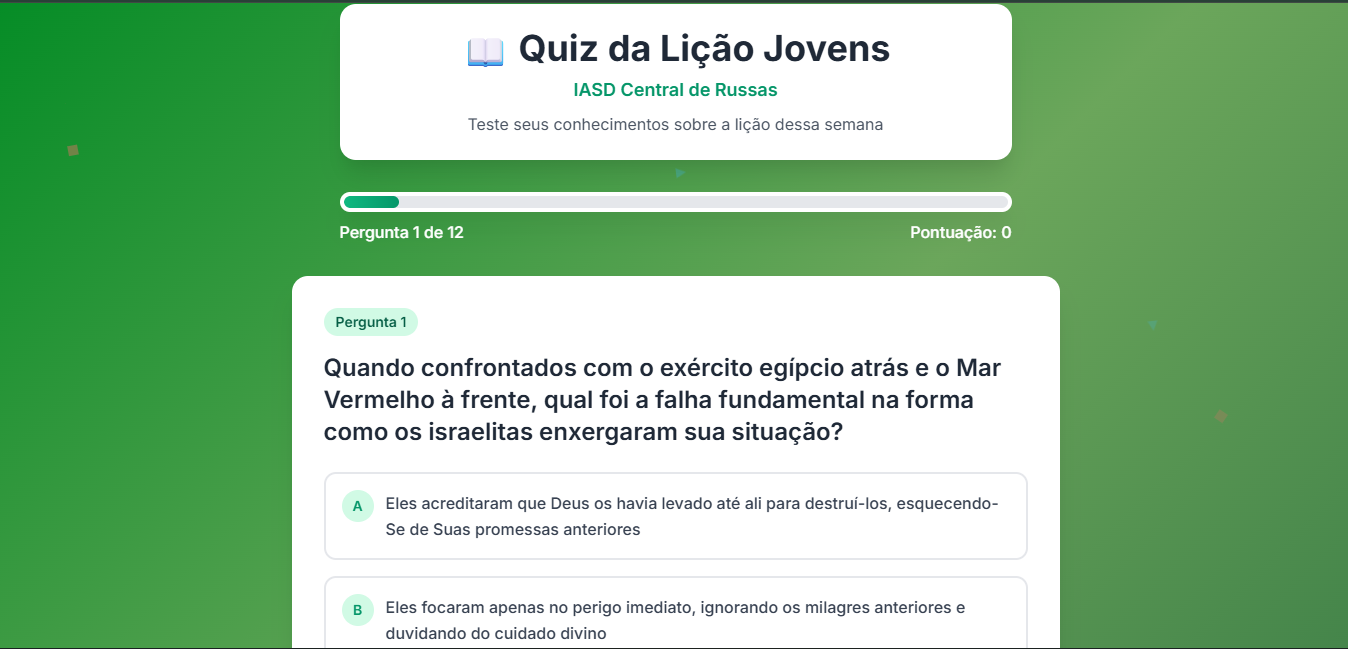 Quiz da Lição Jovens
IASD Central de Russas
Teste seus conhecimentos sobre a lição dessa semana
Pergunta 1 de 12
Pontuação: 0
Pergunta 1
Quando confrontados com o exército egípcio atrás e o Mar
Vermelho à frente, qual foi a falha fundamental na forma
como os israelitas enxergaram sua situação?
A
Eles acreditaram que Deus os havia levado até ali para destruí-los, esquecendo-
Se de Suas promessas anteriores
B
Eles focaram apenas no perigo imediato, ignorando os milagres anteriores e
duvidando do cuidado divino